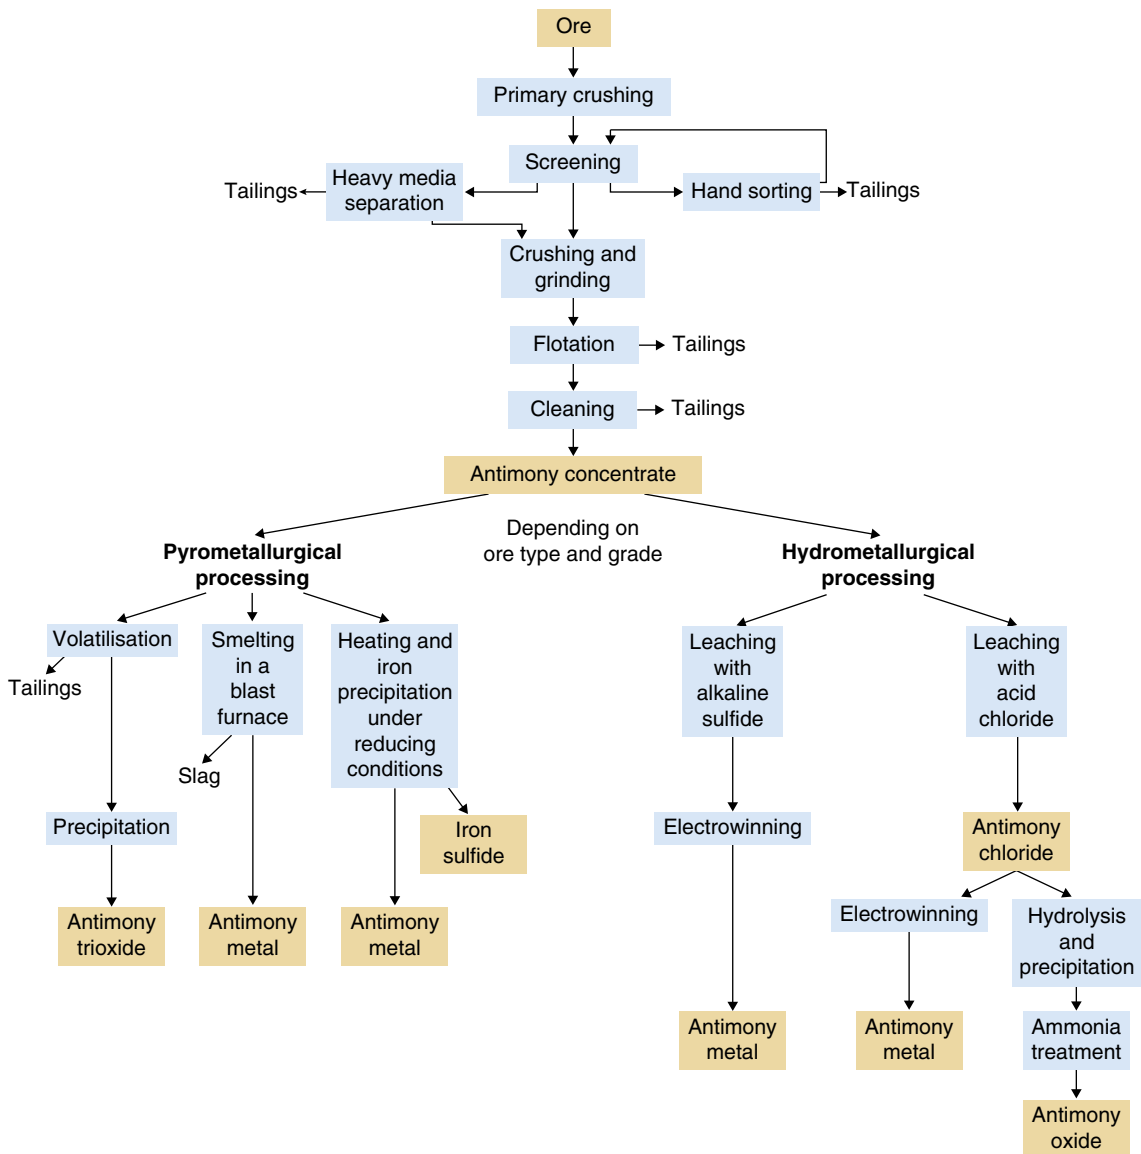 Ore
Primary crushing
Screening
Tailings
Heavy media
separation
Hand sorting
Tailings
Crushing and
grinding
Flotation
Tailings
Cleaning
Tailings
Antimony concentrate
Depending on
ore type and grade
Pyrometallurgical
processing
Hydrometallurgical
processing
Volatilisation
Tailings
Smelting
in a
blast
furnace
Slag
Heating and
iron
precipitation
under
reducing
conditions
Leaching
with
alkaline
sulfide
Leaching
with
acid
chloride
Precipitation
Iron
sulfide
Electrowinning
Antimony
chloride
Antimony
trioxide
Antimony
metal
Antimony
metal
Electrowinning
Hydrolysis
and
precipitation
Antimony
metal
Antimony
metal
Ammonia
treatment
Antimony
oxide